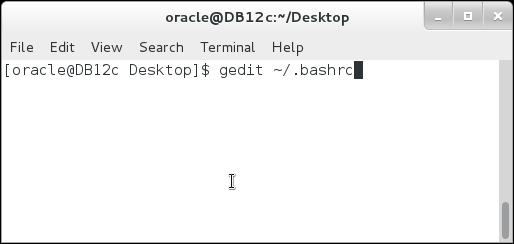 oracle@DB12c:~/Desktop
File Edit View Search Terminal Help
[oracle@DB12c Desktop]$ gedit ~/.bashrc